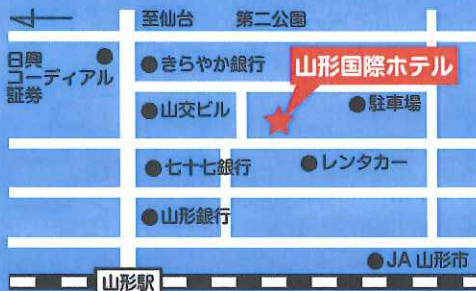 至仙台
第二公園
日興
コーディアル
証券
きらやか銀行
山形国際ホテル
山交ビル
駐車場
七十七銀行
レンタカー
山形銀行
JA 山形市
山形駅